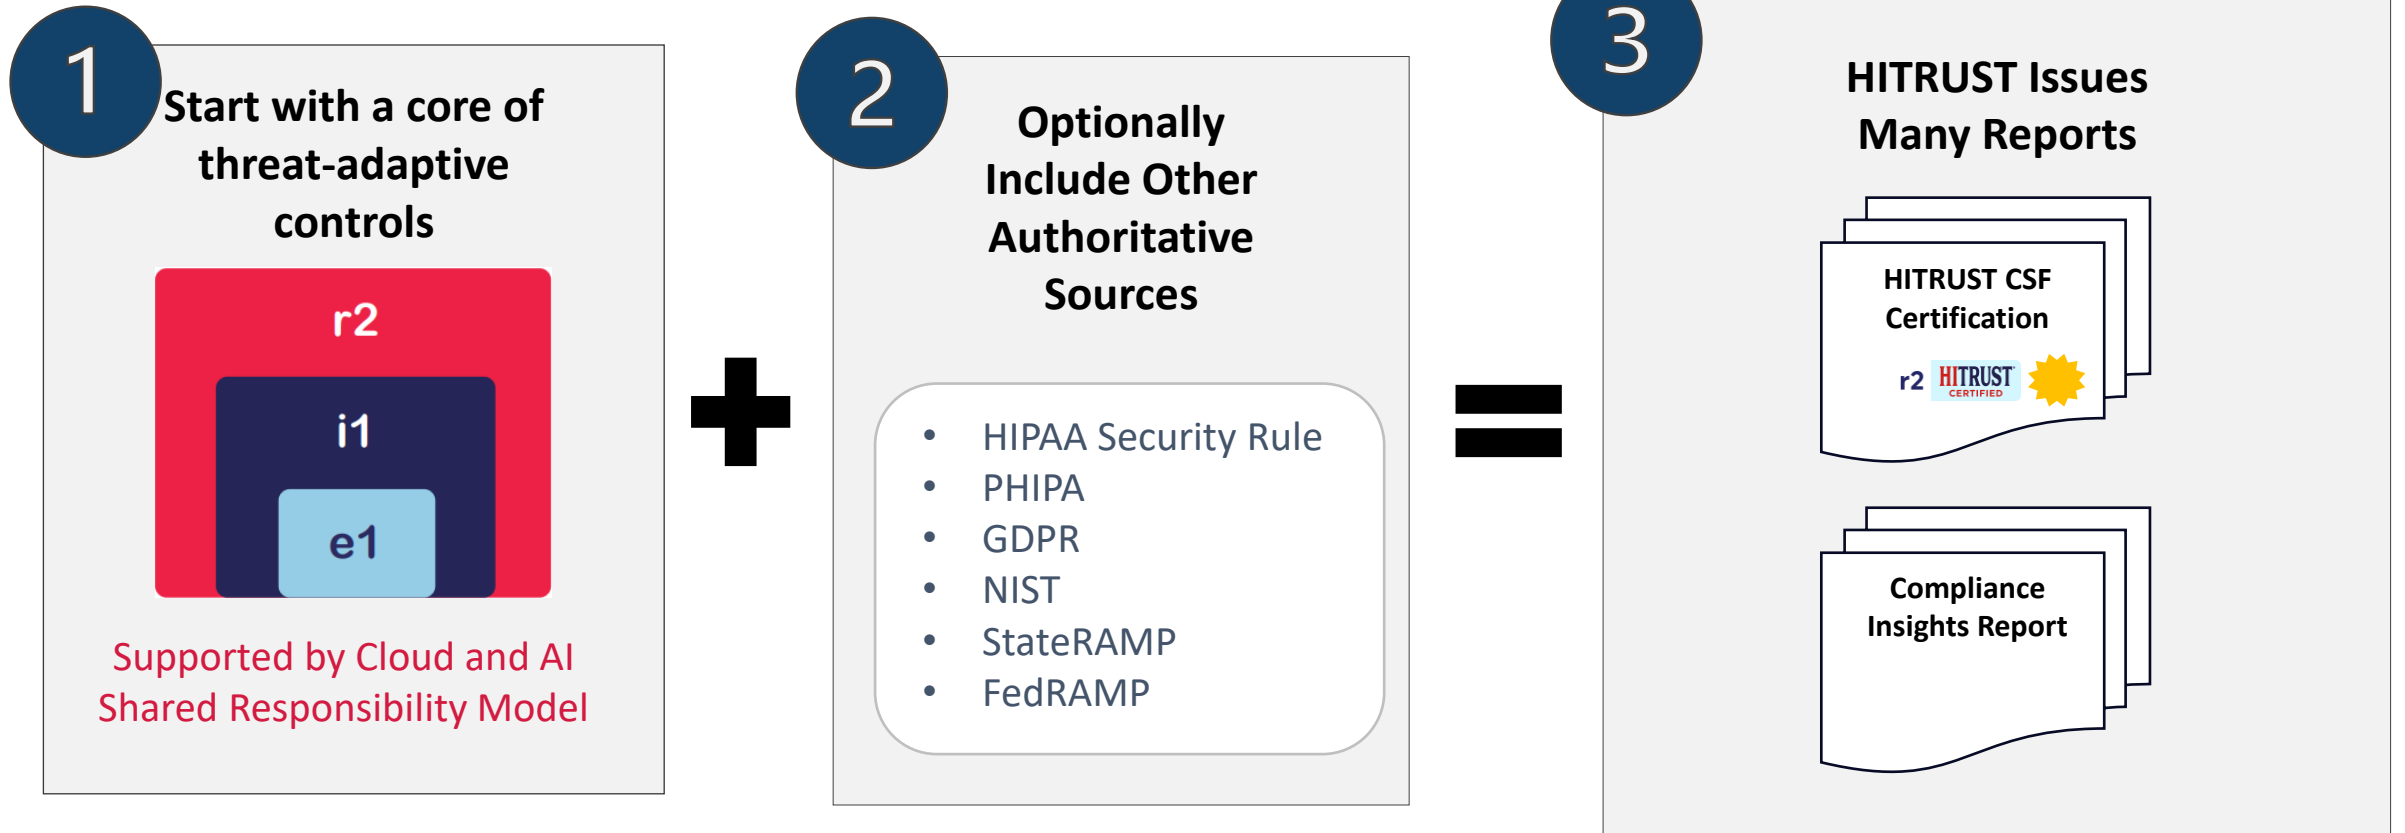 1
Start with a core of
threat-adaptive
controls
r2
i1
e1
Supported by Cloud and AI
Shared Responsibility Model
2
Optionally
Include Other
Authoritative
Sources
• HIPAA Security Rule
• PHIPA
• GDPR
• NIST
• StateRAMP
• FedRAMP
3
HITRUST Issues
Many Reports
HITRUST CSF
Certification
r2 HITRUST
CERTIFIED
Compliance
Insights Report